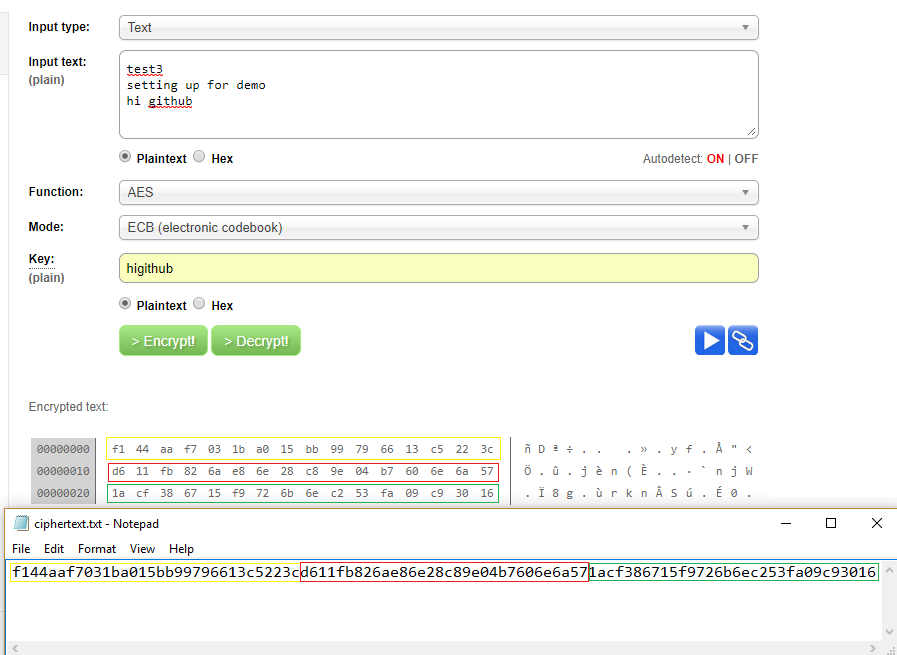 Input type: Text
Input text: test3
(plain) setting up for demo
hi github
Plaintext Hex Autodetect: ON | OFF
Function: AES
Mode: ECB (electronic codebook)
Key: higithub
(plain)
Plaintext Hex
> Encrypt! > Decrypt!
Encrypted text:
00000000 f1 44 aa f7 03 1b a0 15 bb 99 79 66 13 c5 22 3c ñ D ª ÷ . . . » . y f . Å " <
00000010 d6 11 fb 82 6a e8 6e 28 c8 9e 04 b7 60 6e 6a 57 Ö . û . j è n ( È . . · ` n j W
00000020 1a cf 38 67 15 f9 72 6b 6e c2 53 fa 09 c9 30 16 . Ï 8 g . ù r k n Â S ú . É 0 .
ciphertext.txt - Notepad
File Edit Format View Help
f144aaf7031ba015bb99796613c5223cd611fb826ae86e28c89e04b7606e6a571acf386715f9726b6ec253fa09c93016